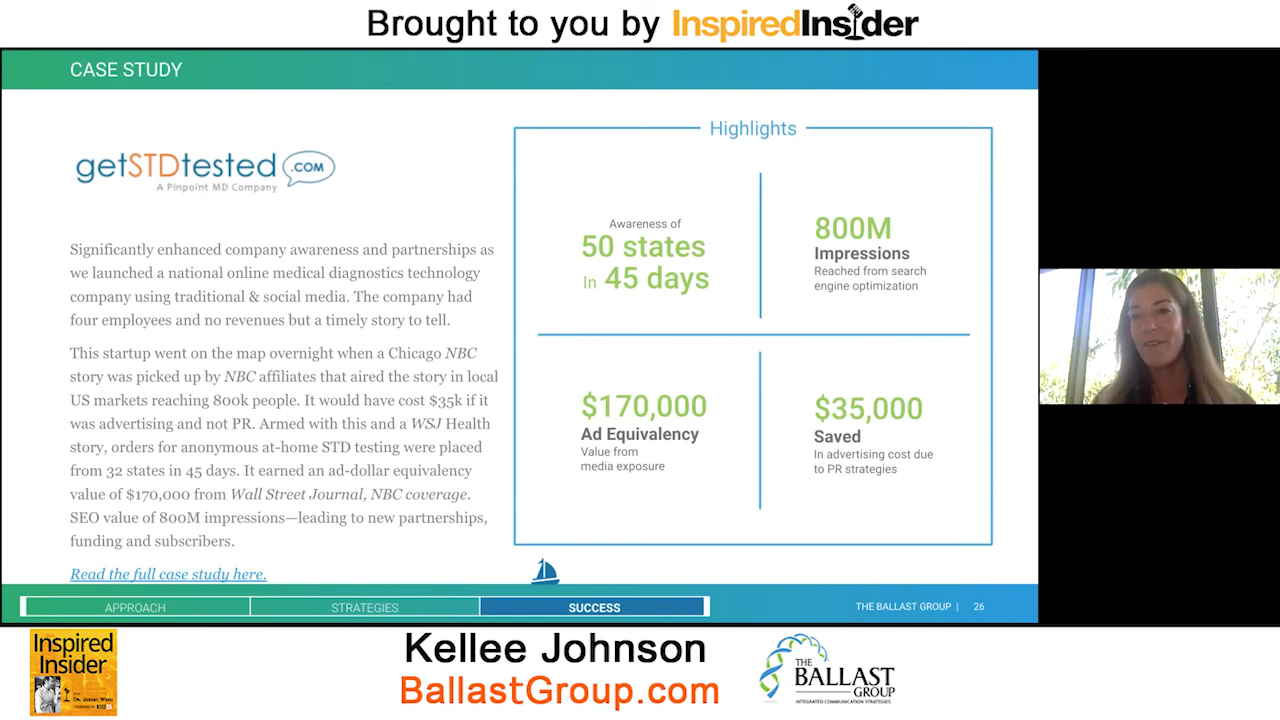 Brought to you by InspiredInsider
CASE STUDY
getSTDtested .COM
A Pinpoint MD Company
Significantly enhanced company awareness and partnerships as
we launched a national online medical diagnostics technology
company using traditional & social media. The company had
four employees and no revenues but a timely story to tell.
This startup went on the map overnight when a Chicago NBC
story was picked up by NBC affiliates that aired the story in local
US markets reaching 800k people. It would have cost $35k if it
was advertising and not PR. Armed with this and a WSJ Health
story, orders for anonymous at-home STD testing were placed
from 32 states in 45 days. It earned an ad-dollar equivalency
value of $170,000 from Wall Street Journal, NBC coverage.
SEO value of 800M impressions—leading to new partnerships,
funding and subscribers.
Read the full case study here.
Highlights
Awareness of
50 states
In 45 days
800M
Impressions
Reached from search
engine optimization
$170,000
Ad Equivalency
Value from
media exposure
$35,000
Saved
In advertising cost due
to PR strategies
APPROACH
STRATEGIES
SUCCESS
THE BALLAST GROUP | 26
Inspired
Insider
Kellee Johnson
BallastGroup.com
THE
BALLAST
GROUP
INTEGRATED COMMUNICATION STRATEGIES